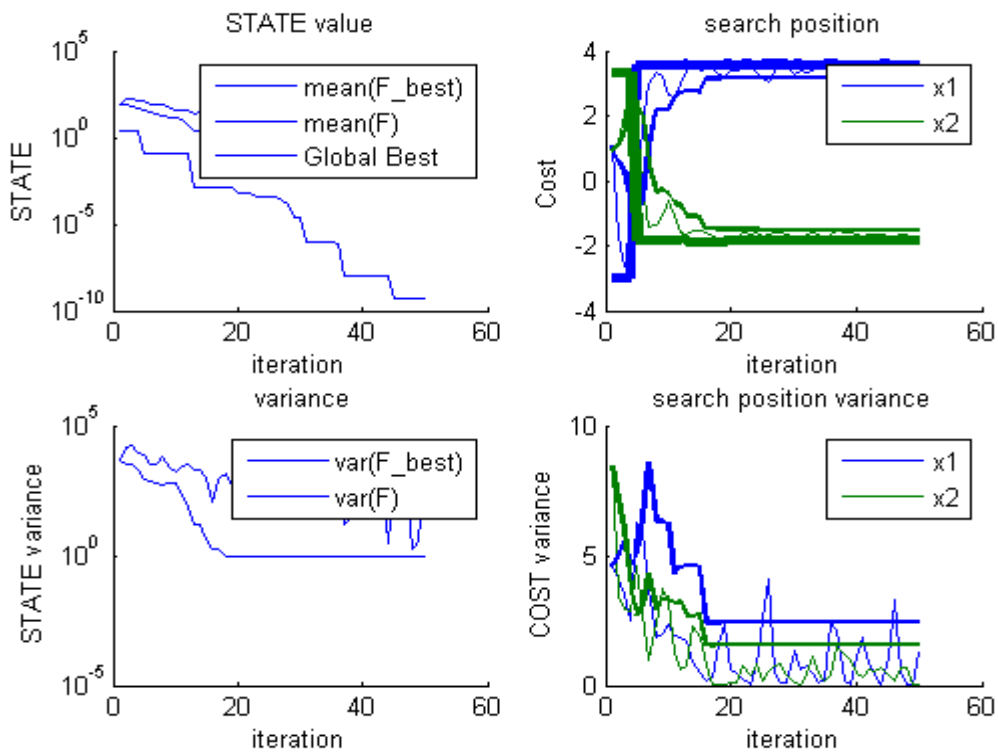 STATE value
STATE
10^5
10^0
10^-5
10^-10
0
20
40
60
iteration
mean(F_best)
mean(F)
Global Best
search position
Cost
4
2
0
-2
-4
0
20
40
60
iteration
x1
x2
variance
STATE variance
10^5
10^0
10^-5
0
20
40
60
iteration
var(F_best)
var(F)
search position variance
COST variance
10
5
0
0
20
40
60
iteration
x1
x2